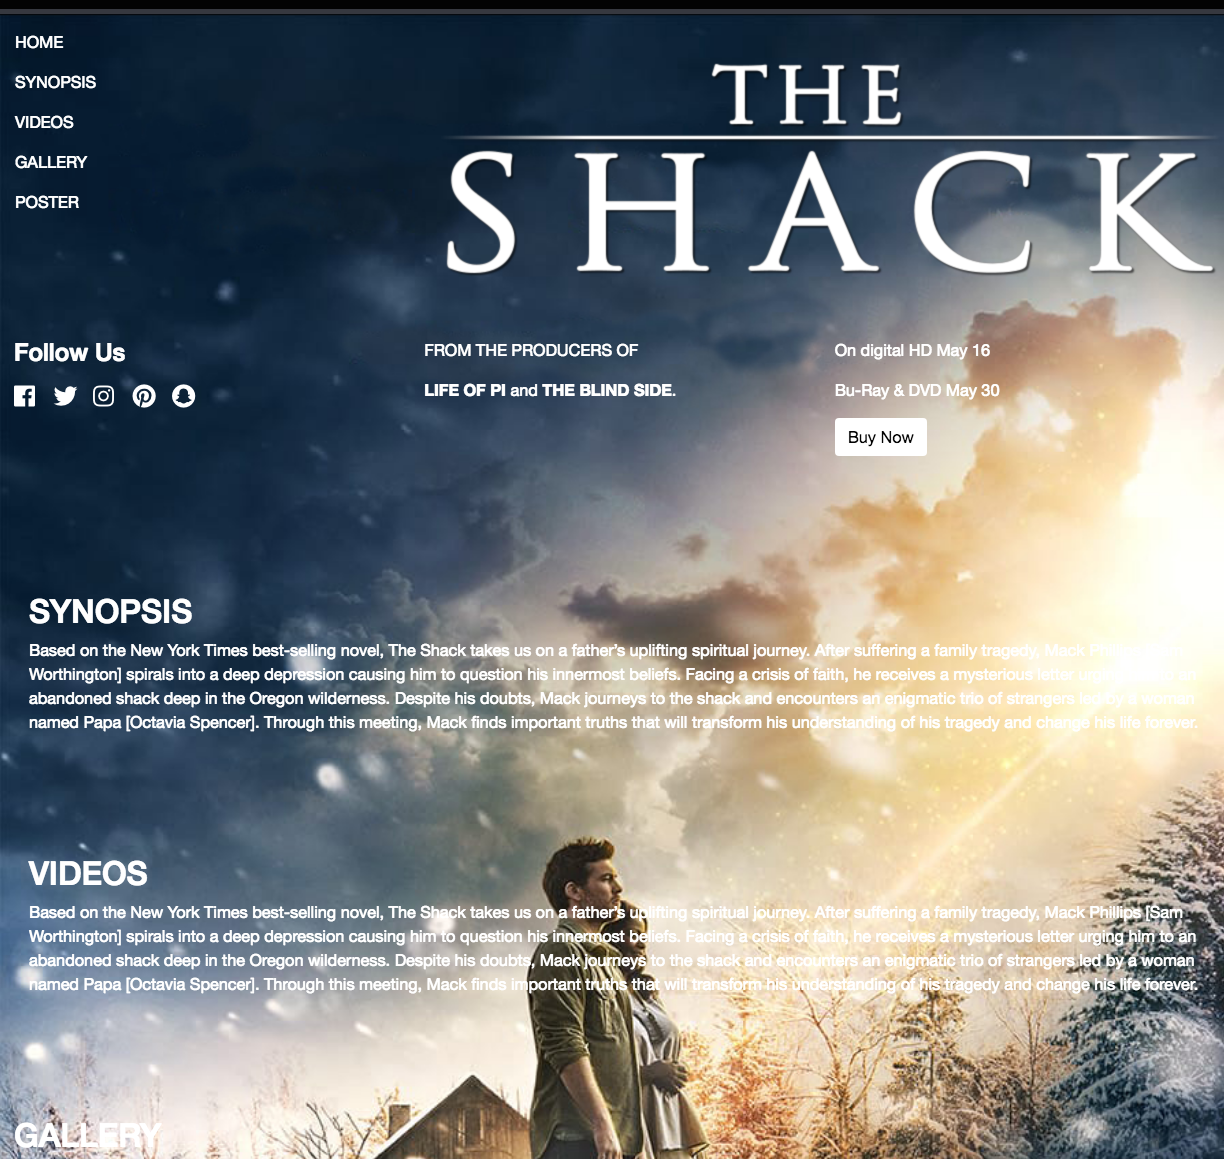 HOME
SYNOPSIS
VIDEOS
GALLERY
POSTER
THE
SHACK
Follow Us
FROM THE PRODUCERS OF
LIFE OF PI and THE BLIND SIDE.
On digital HD May 16
Bu-Ray & DVD May 30
Buy Now
SYNOPSIS
Based on the New York Times best-selling novel, The Shack takes us on a father's uplifting spiritual journey. After suffering a family tragedy, Mack Phillips
Worthington] spirals into a deep depression causing him to question his innermost beliefs. Facing a crisis of faith, he receives a mysterious letter urging him to an
abandoned shack deep in the Oregon wilderness. Despite his doubts, Mack journeys to the shack and encounters an enigmatic trio of strangers led by a woman
named Papa [Octavia Spencer]. Through this meeting, Mack finds important truths that will transform his understanding of his tragedy and change his life forever.
VIDEOS
Based on the New York Times best-selling novel, The Shack takes us on a father's uplifting spiritual journey. After suffering a family tragedy, Mack Phillips [Sam
Worthington] spirals into a deep depression causing him to question his innermost beliefs. Facing a crisis of faith, he receives a mysterious letter urging him to an
abandoned shack deep in the Oregon wilderness. Despite his doubts, Mack journeys to the shack and encounters an enigmatic trio of strangers led by a woman
named Papa [Octavia Spencer]. Through this meeting, Mack finds important truths that will transform his understanding of his tragedy and change his life forever.
GALLERY